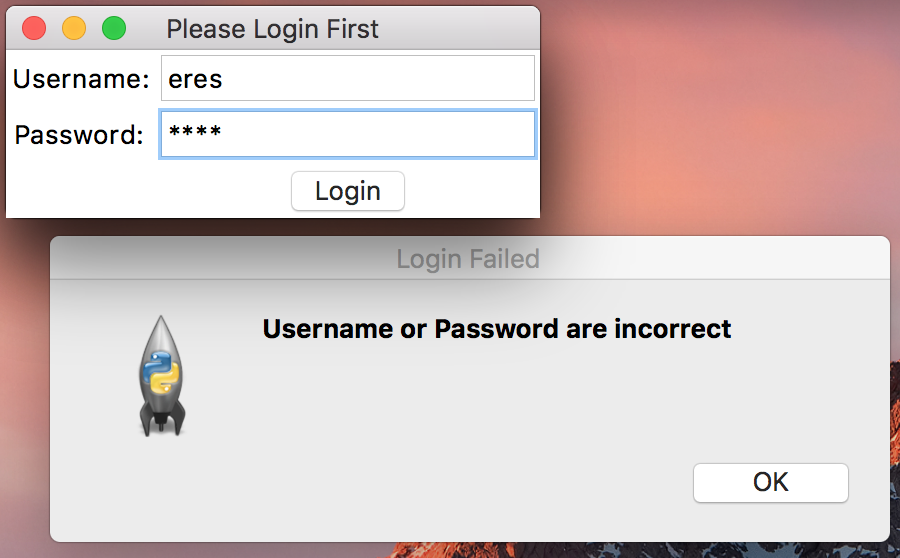 Please Login First
Username: eres
Password: ****
Login
Login Failed
Username or Password are incorrect
OK